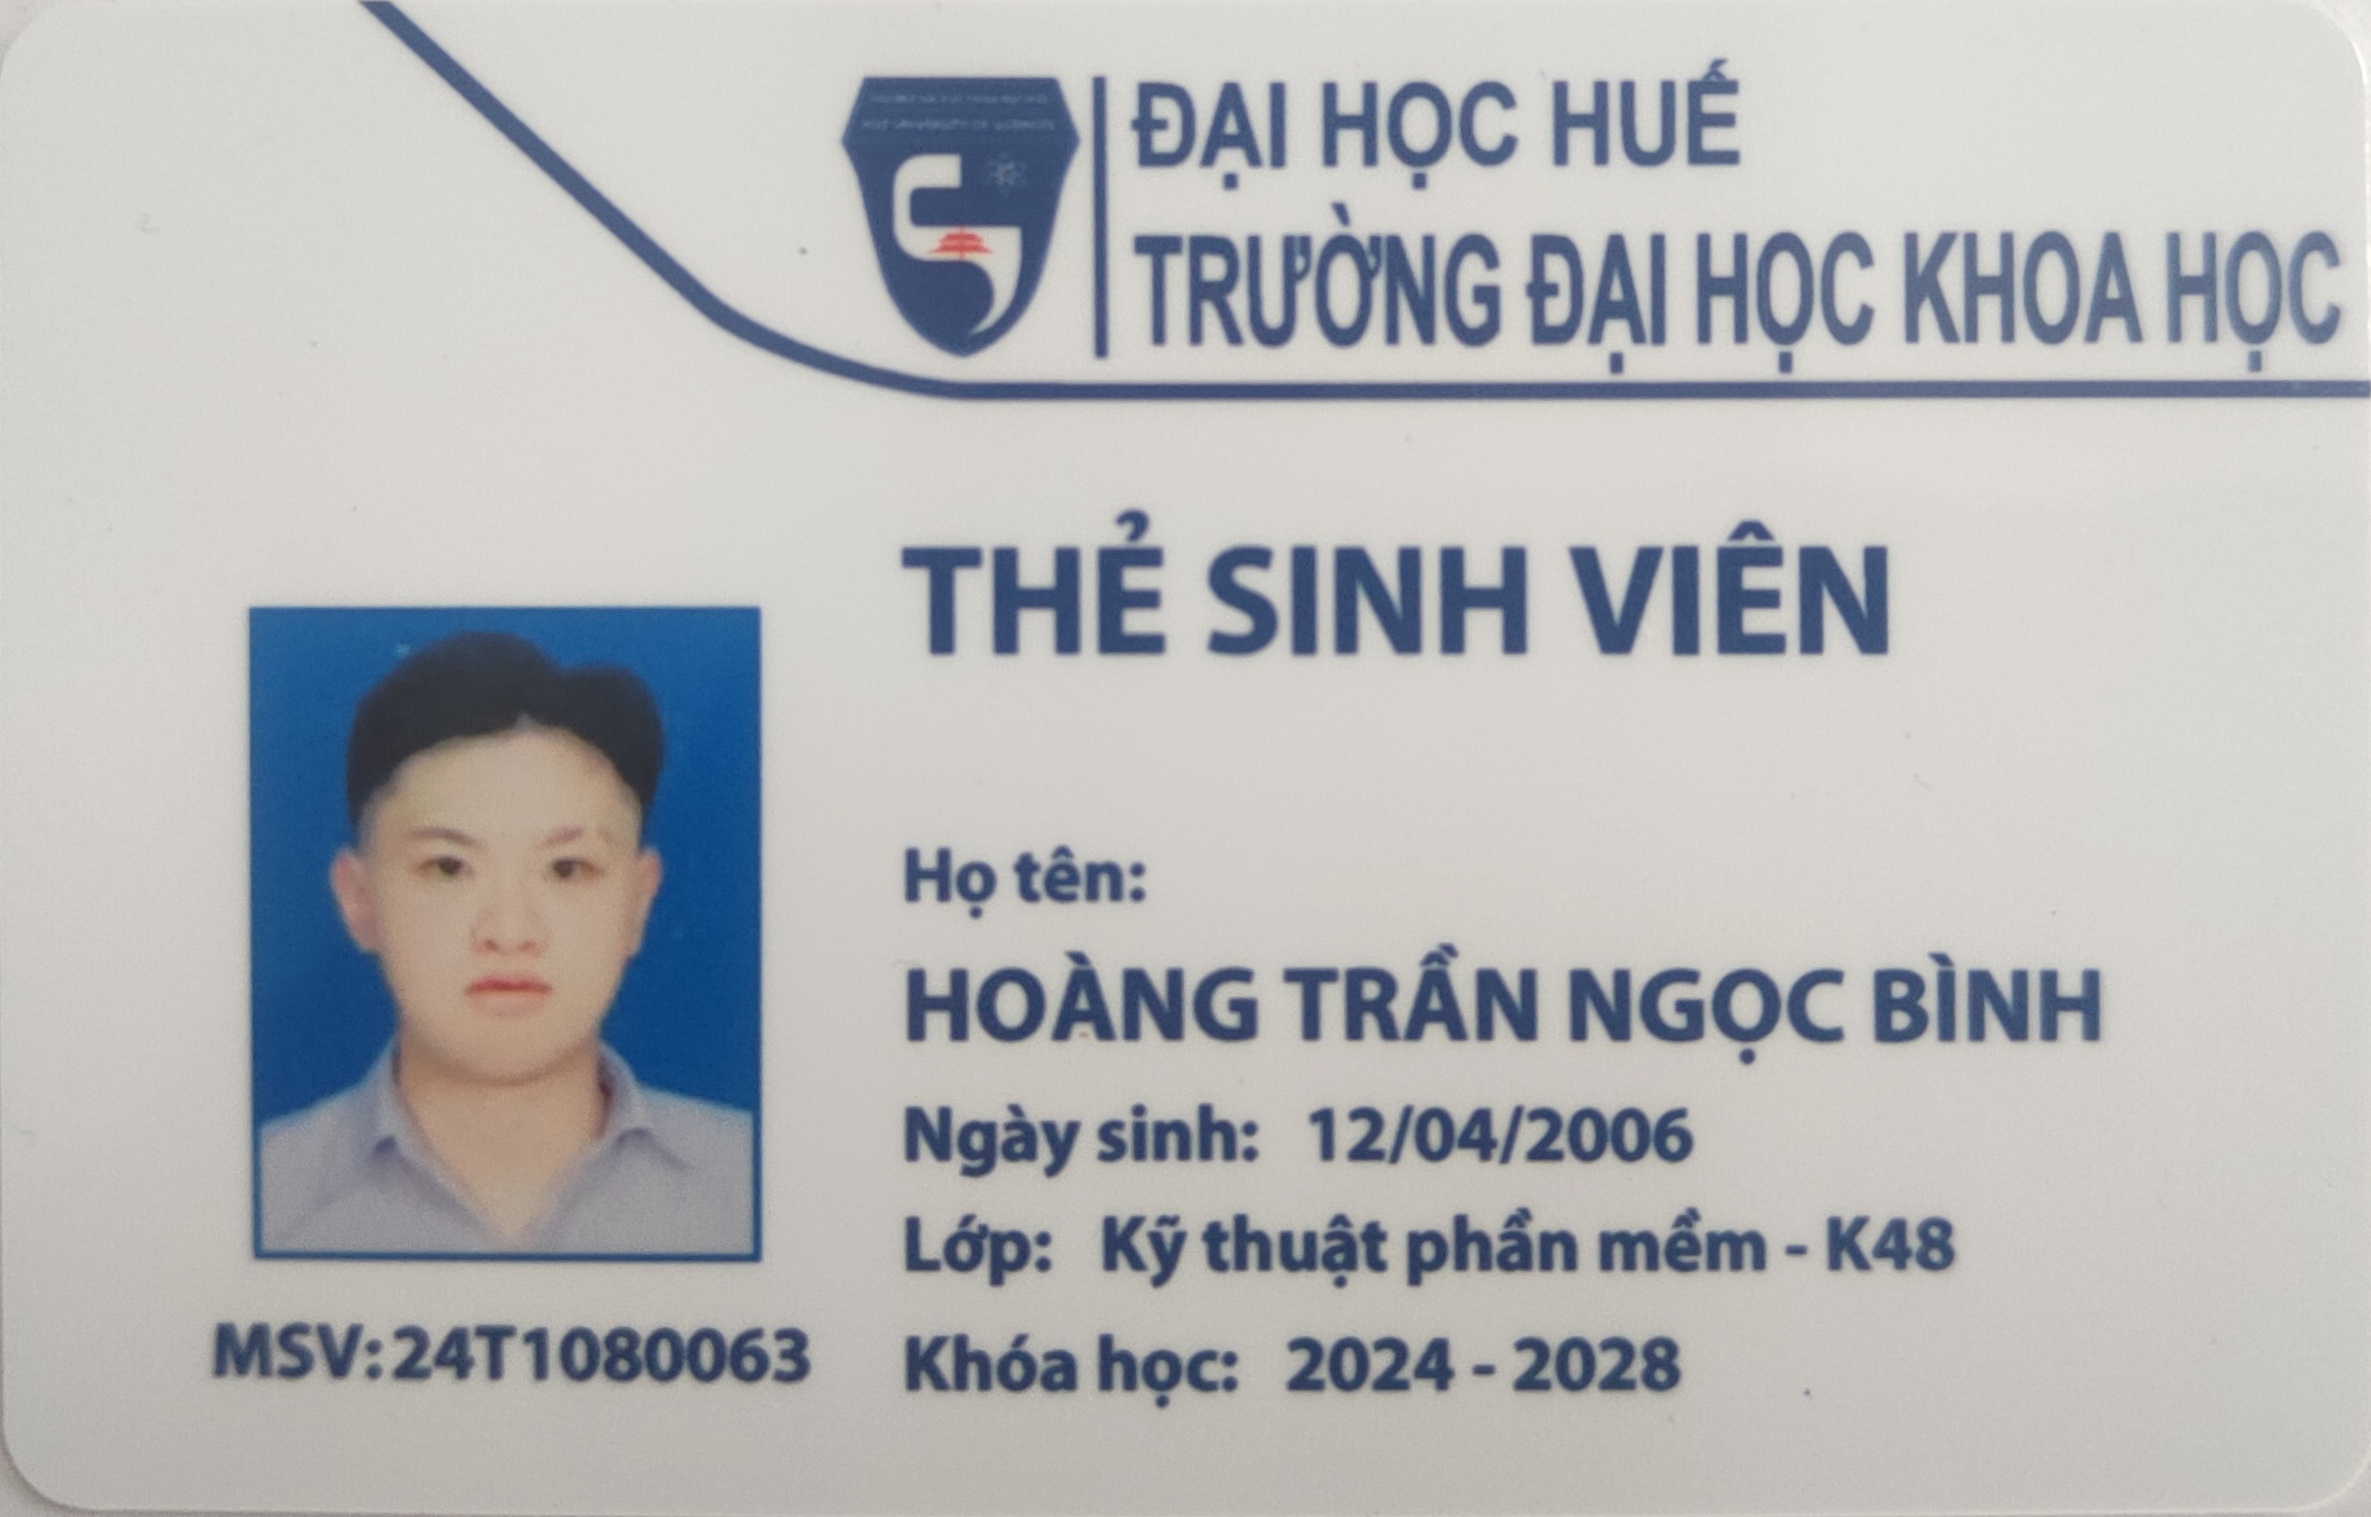 ĐẠI HỌC HUẾ
TRƯỜNG ĐẠI HỌC KHOA HỌC
THẺ SINH VIÊN
Họ tên:
HOÀNG TRẦN NGỌC BÌNH
Ngày sinh: 12/04/2006
Lớp: Kỹ thuật phần mềm - K48
Khóa học: 2024 - 2028
MSV:24T1080063